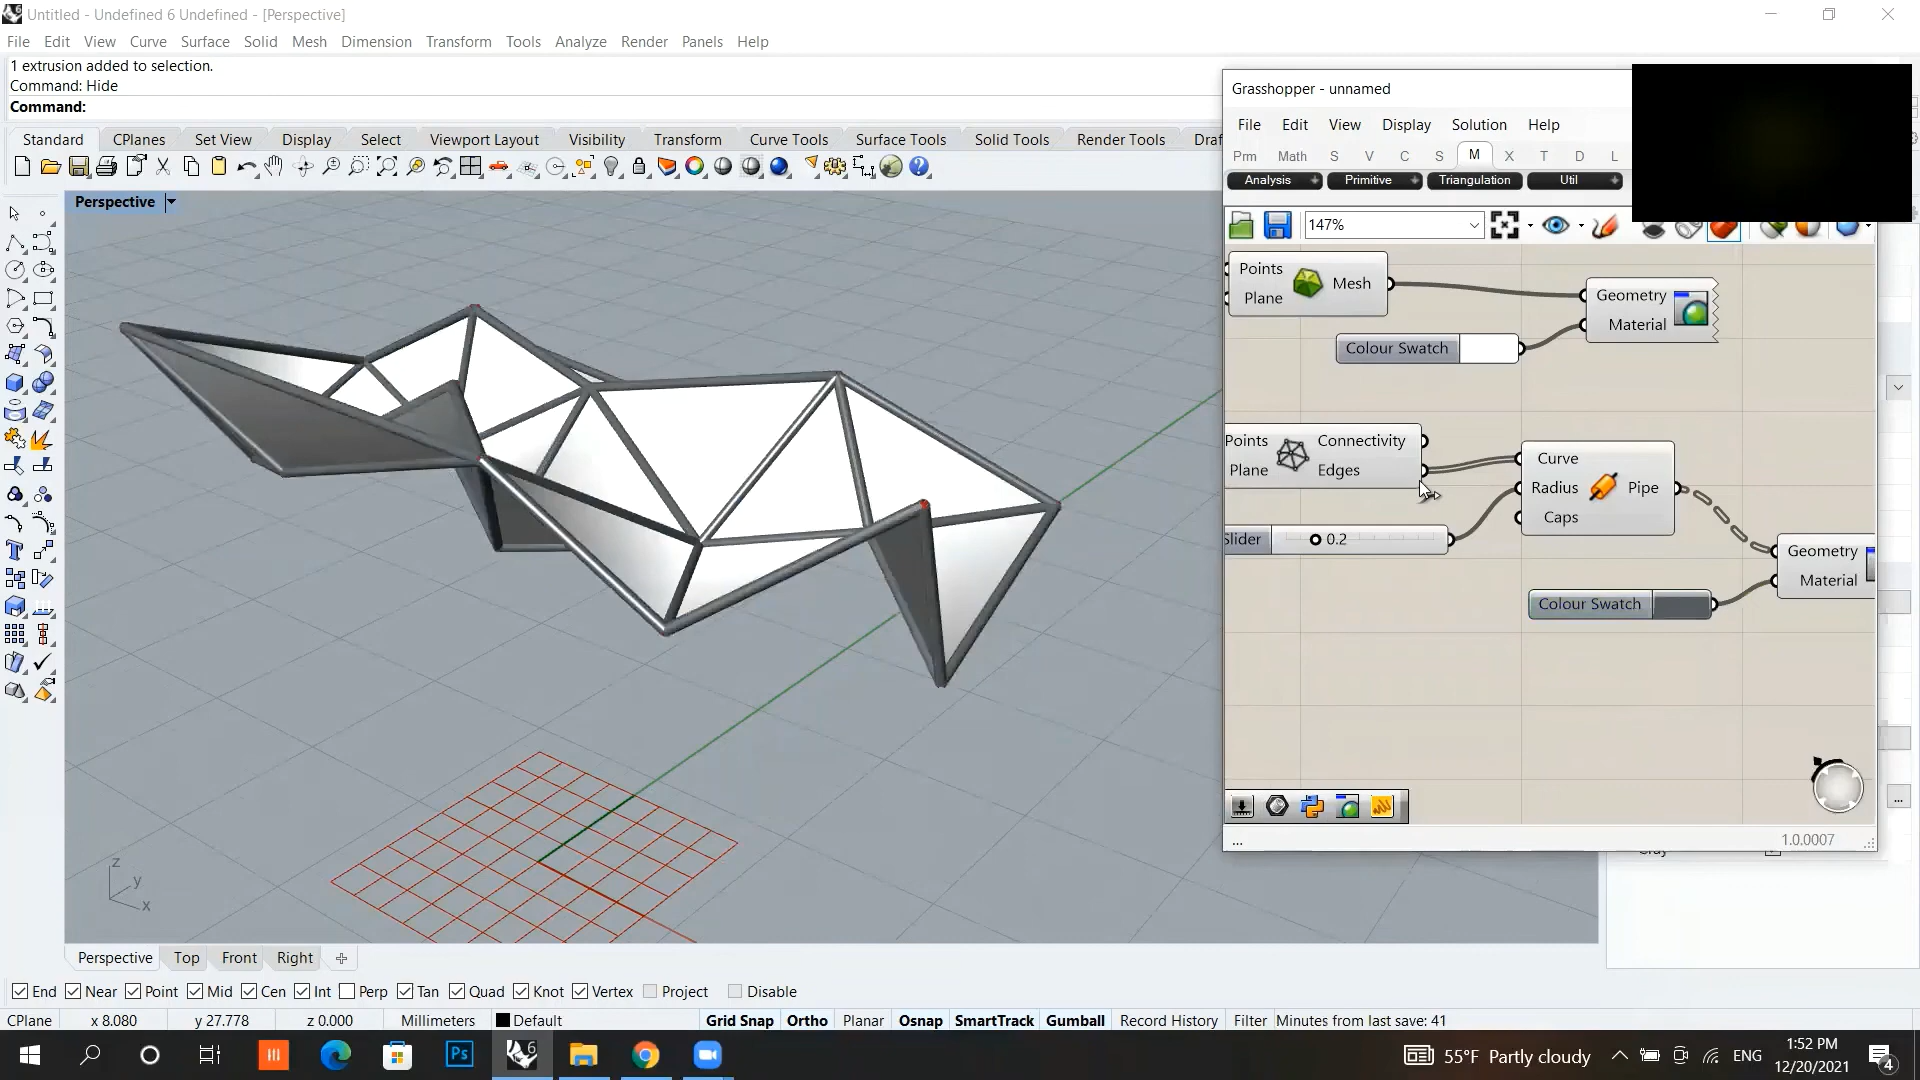 Untitled - Undefined 6 Undefined - [Perspective]
File Edit View Curve Surface Solid Mesh Dimension Transform Tools Analyze Render Panels Help
1 extrusion added to selection.
Command: Hide
Command:
Standard CPlanes Set View Display Select Viewport Layout Visibility Transform Curve Tools Surface Tools Solid Tools Render Tools Draf
Perspective
Grasshopper - unnamed
File Edit View Display Solution Help
Prm Math S V C S M X T D L
Analysis Primitive Triangulation Util
147%
Points Mesh
Plane
Geometry
Material
Colour Swatch
Points Connectivity
Plane Edges
Curve
Radius Pipe
Caps
Slider 0.2
Geometry
Material
Colour Swatch
...
1.0.0007
...
z
y
x
Perspective Top Front Right
End Near Point Mid Cen Int Perp Tan Quad Knot Vertex Project Disable
CPlane x 8.080 y 27.778 z 0.000 Millimeters Default Grid Snap Ortho Planar Osnap SmartTrack Gumball Record History Filter Minutes from last save: 41
Ps
6
55°F Partly cloudy ENG
1:52 PM
12/20/2021
4